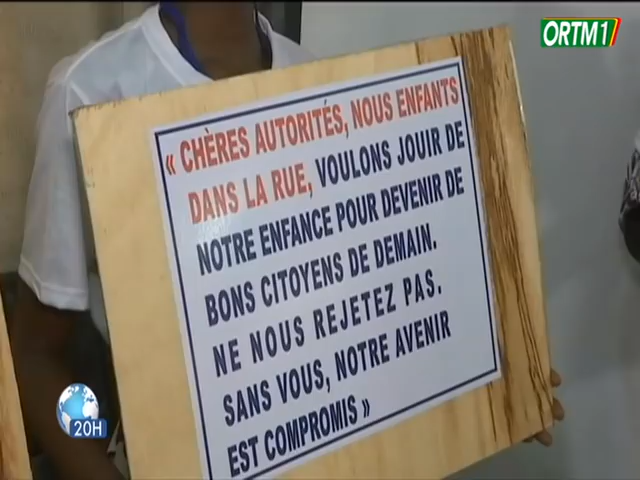 ORTM1
« CHÈRES AUTORITÉS, NOUS ENFANTS
DANS LA RUE, VOULONS JOUIR DE
NOTRE ENFANCE POUR DEVENIR DE
BONS CITOYENS DE DEMAIN.
NE NOUS REJETEZ PAS.
SANS VOUS, NOTRE AVENIR
EST COMPROMIS »
20H